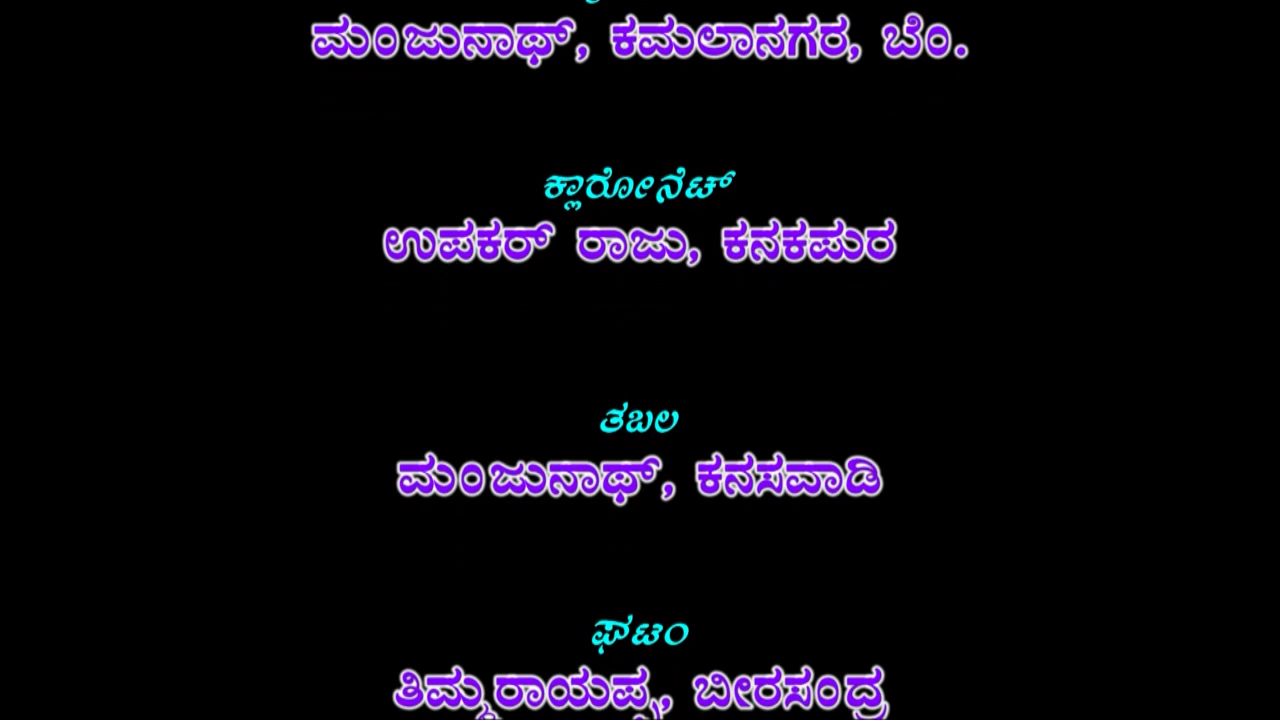 ಮಂಜುನಾಥ್, ಕಮಲಾನಗರ, ಬೆಂ.
ಕ್ಲಾರೋನೆಟ್
ಉಪಕರ್ ರಾಜು, ಕನಕಪುರ
ತಬಲ
ಮಂಜುನಾಥ್, ಕನಸವಾಡಿ
ಘಟಂ
ತಿಮ್ಮರಾಯಪ್ಪ, ಬೀರಸಂದ್ರ